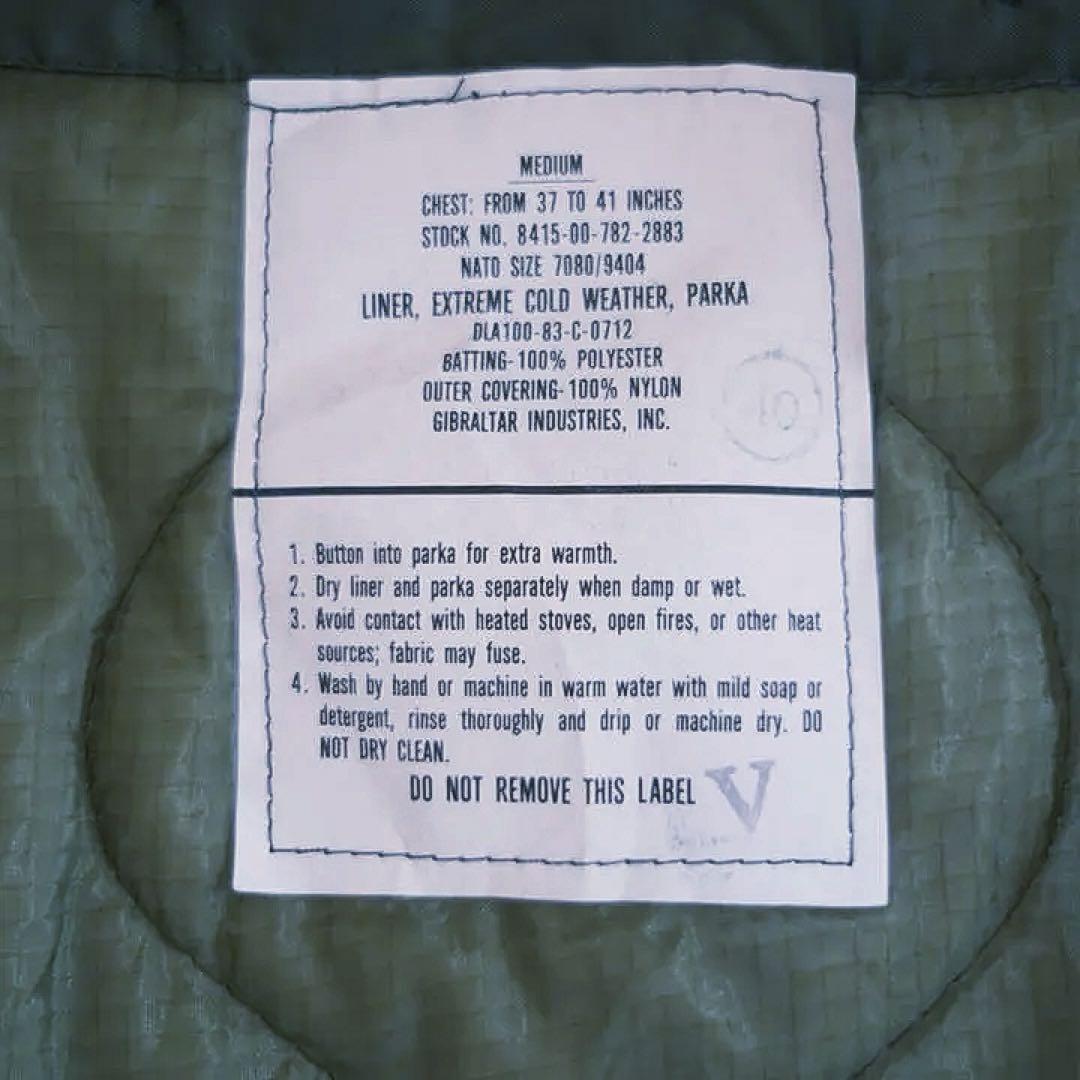 MEDIUM
CHEST: FROM 37 TO 41 INCHES
STOCK NO. 8415-00-782-2883
NATO SIZE 7080/9404
LINER, EXTREME COLD WEATHER, PARKA
DLA100-83-C-0712
BATTING-100% POLYESTER
OUTER COVERING-100% NYLON
GIBRALTAR INDUSTRIES, INC.
1. Button into parka for extra warmth.
2. Dry liner and parka separately when damp or wet.
3. Avoid contact with heated stoves, open fires, or other heat
sources; fabric may fuse.
4. Wash by hand or machine in warm water with mild soap or
detergent, rinse thoroughly and drip or machine dry. DO
NOT DRY CLEAN.
DO NOT REMOVE THIS LABEL
V